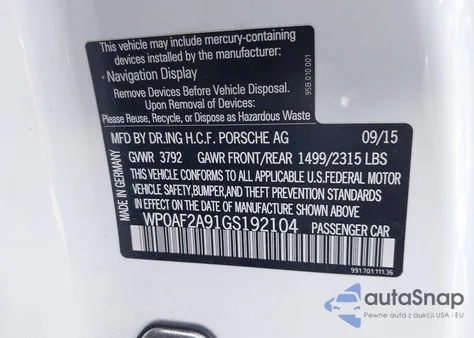 This vehicle may include mercury-containing
devices installed by the manufacturer:
• Navigation Display
Remove Devices before Vehicle Disposal.
Upon Removal of Devices:
Please Reuse, Recycle, or Dispose as Hazardous Waste
95B.010.001
MFD BY DR.ING H.C.F. PORSCHE AG 09/15
GVWR 3792 GAWR FRONT/REAR 1499/2315 LBS
THIS VEHICLE CONFORMS TO ALL APPLICABLE U.S.FEDERAL MOTOR
VEHICLE SAFETY,BUMPER,AND THEFT PREVENTION STANDARDS IN
EFFECT ON THE DATE OF MANUFACTURE SHOWN ABOVE
WP0AF2A91GS192104 PASSENGER CAR
MADE IN GERMANY
991.701.111.36
autoSnap
Pewne auta z aukcji USA i EU